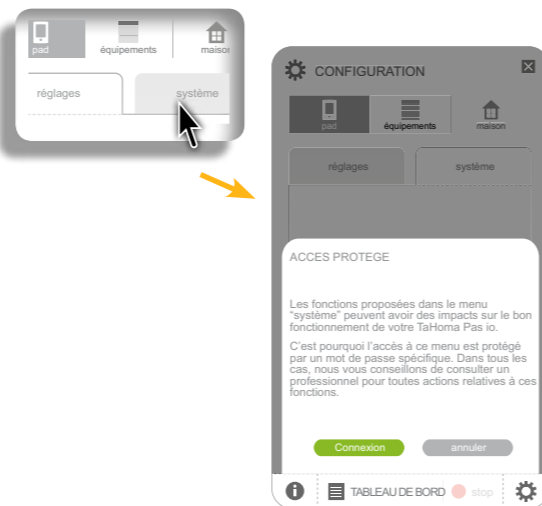 pad
équipements
maison
réglages
système
CONFIGURATION
pad
équipements
maison
réglages
système
ACCES PROTEGE
Les fonctions proposées dans le menu
"système" peuvent avoir des impacts sur le bon
fonctionnement de votre TaHoma Pas io.
C'est pourquoi l'accès à ce menu est protégé
par un mot de passe spécifique. Dans tous les
cas, nous vous conseillons de consulter un
professionnel pour toutes actions relatives à ces
fonctions.
Connexion
annuler
TABLEAU DE BORD
stop